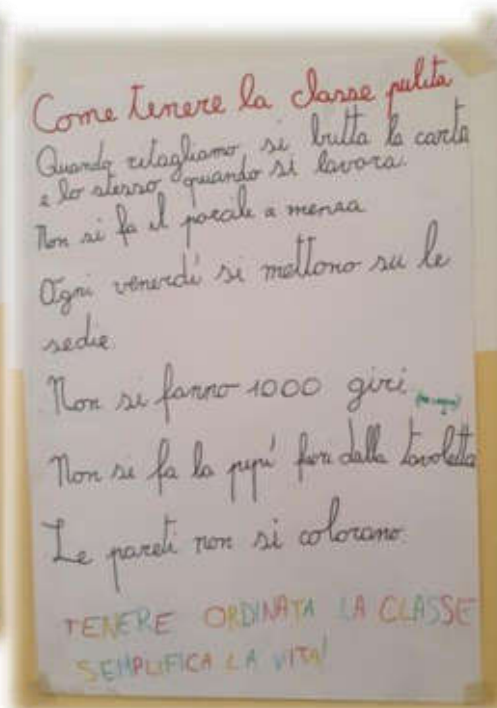 Come tenere la classe pulita
Quando ritagliamo si butta la carta
e lo stesso quando si lavora.
Non si fa il porcale a mensa
Ogni venerdì si mettono su le
sedie
Non si fanno 1000 giri
Non si fa la pipì fuori dalla tavoletta
Le pareti non si colorano
TENERE ORDINATA LA CLASSE
SEMPLIFICA LA VITA!